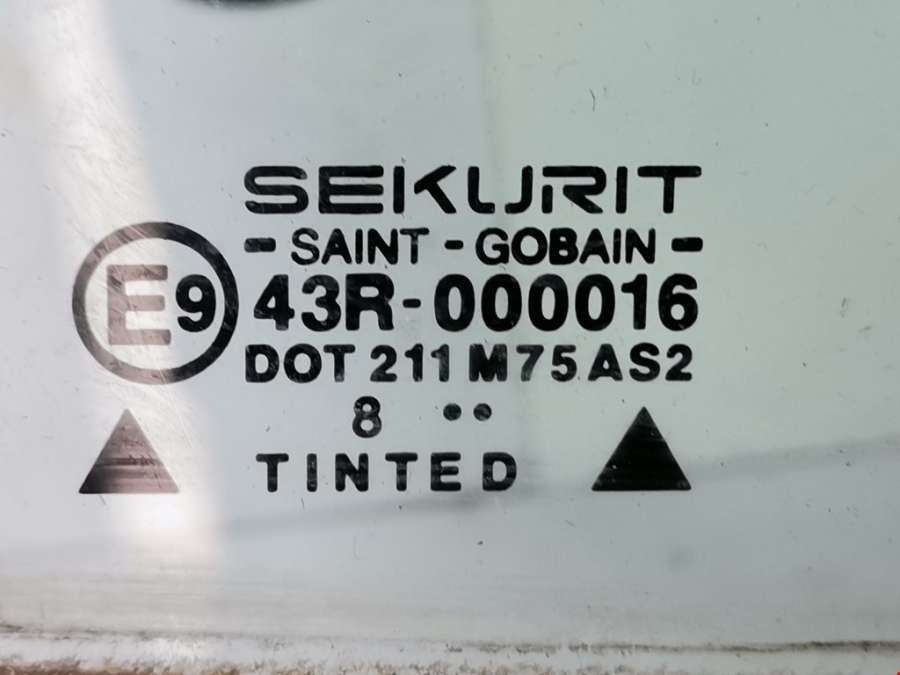 SEKURIT
- SAINT - GOBAIN -
E9 43R-000016
DOT 211 M75 AS2
8 ••
TINTED